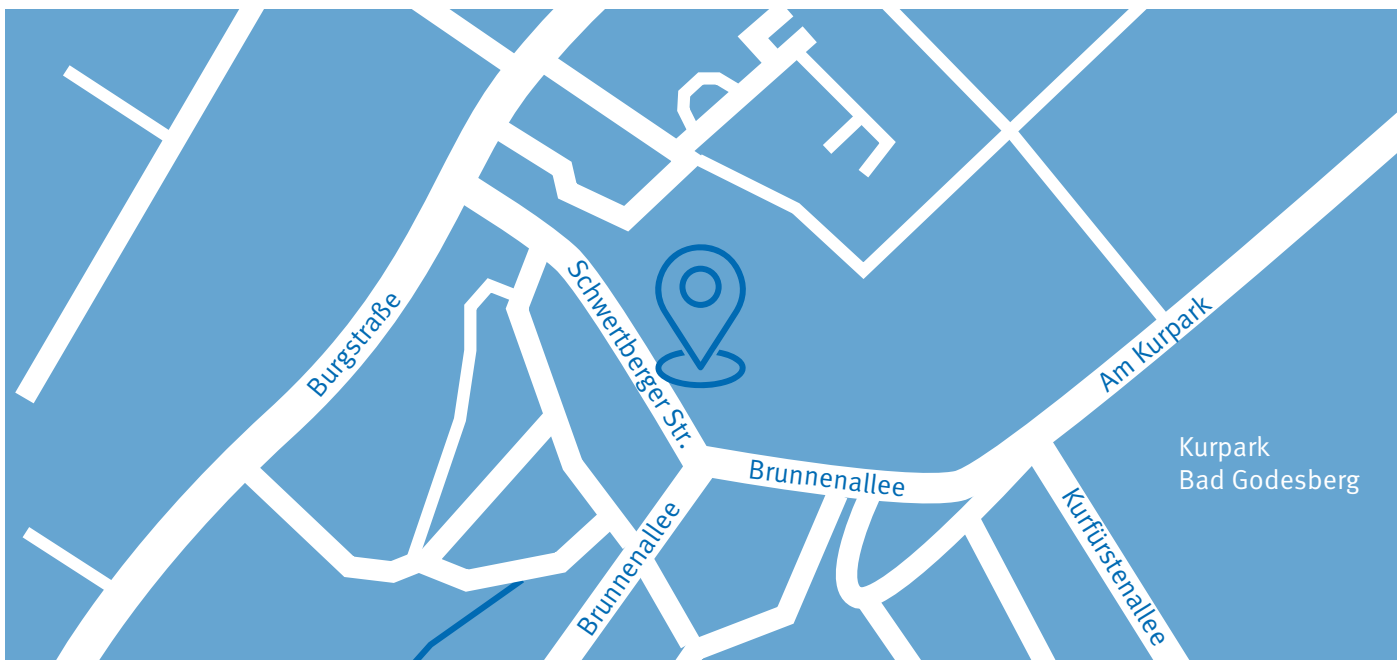 Burgstraße
Schwertberger Str.
Am Kurpark
Kurpark
Bad Godesberg
Brunnenallee
Brunnenallee
Kurfürstenallee